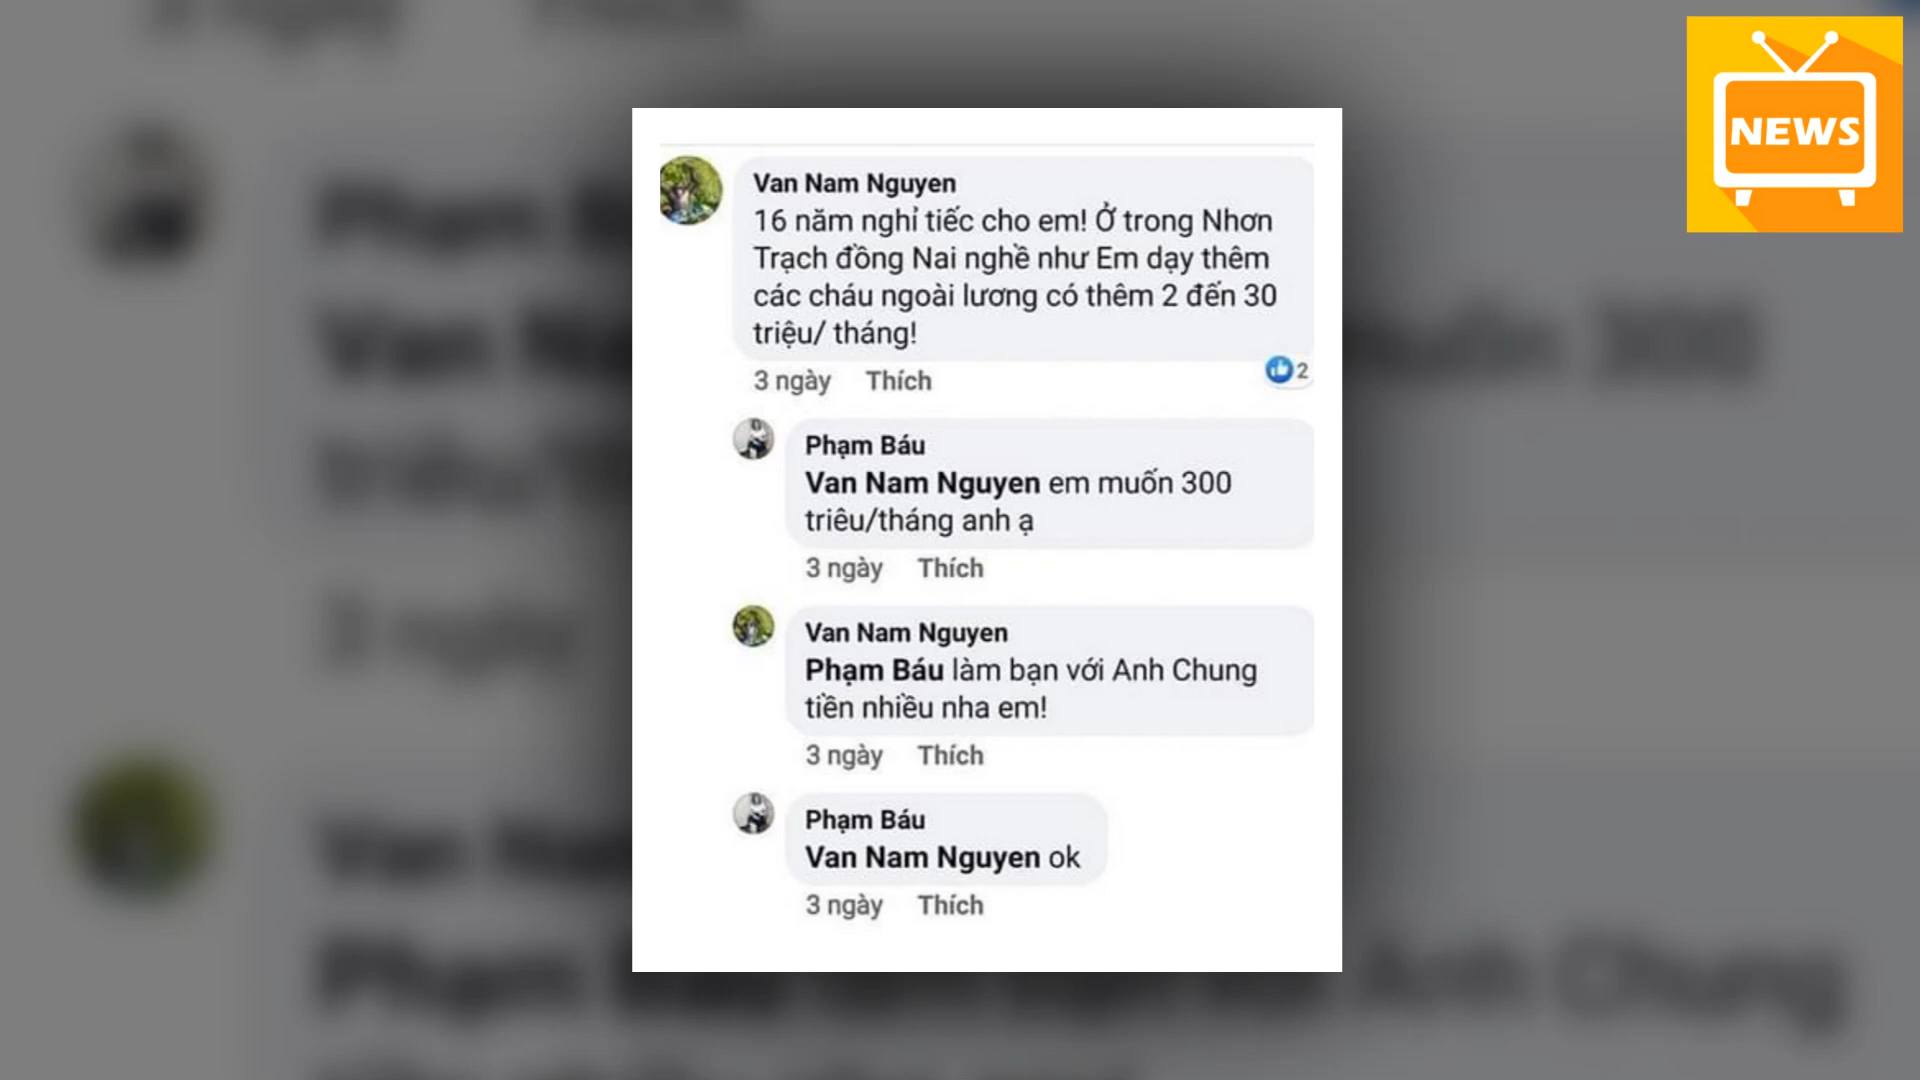 NEWS
Van Nam Nguyen
16 năm nghỉ tiếc cho em! Ở trong Nhơn
Trạch đồng Nai nghề như Em dạy thêm
các cháu ngoài lương có thêm 2 đến 30
triệu/ tháng!
3 ngày Thích 2
Phạm Báu
Van Nam Nguyen em muốn 300
triêu/tháng anh ạ
3 ngày Thích
Van Nam Nguyen
Phạm Báu làm bạn với Anh Chung
tiền nhiều nha em!
3 ngày Thích
Phạm Báu
Van Nam Nguyen ok
3 ngày Thích